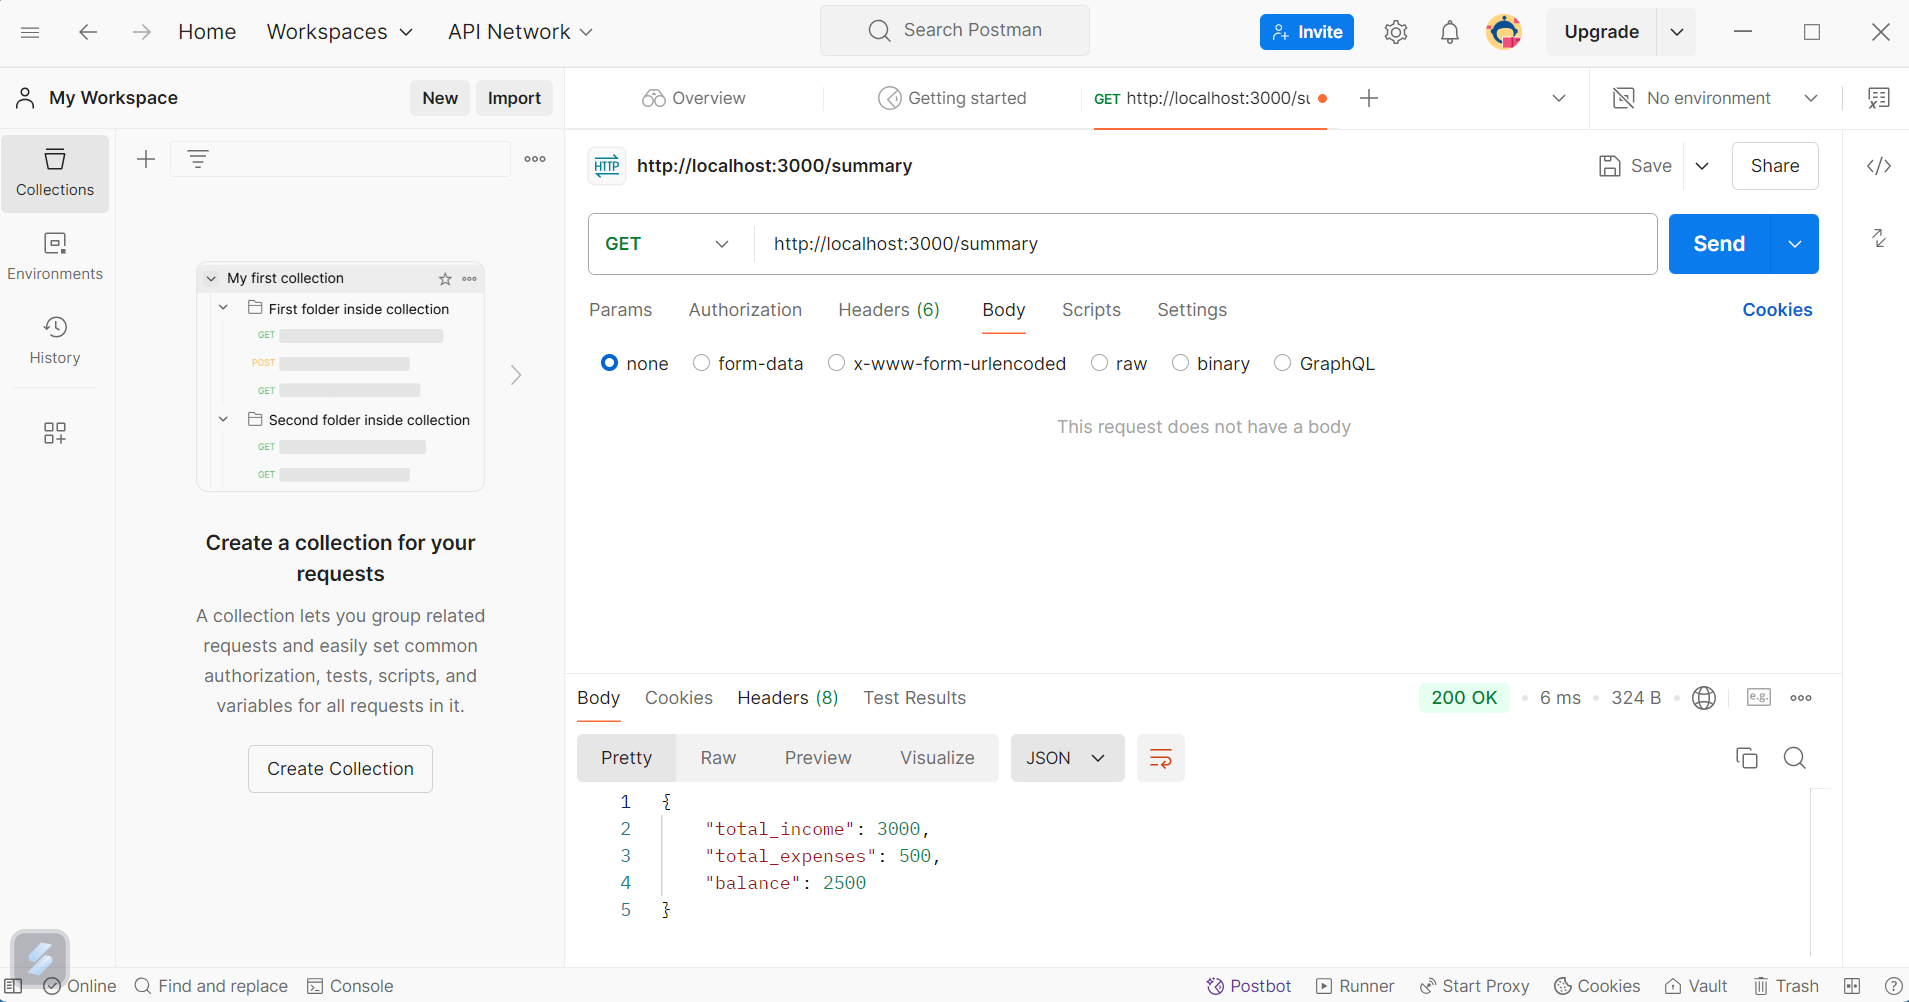 Home
Workspaces
API Network
Search Postman
Invite
Upgrade
My Workspace
New
Import
Overview
Getting started
GET http://localhost:3000/su
No environment
Collections
Environments
History
My first collection
First folder inside collection
GET
POST
GET
Second folder inside collection
GET
GET
Create a collection for your
requests
A collection lets you group related
requests and easily set common
authorization, tests, scripts, and
variables for all requests in it.
Create Collection
HTTP
http://localhost:3000/summary
Save
Share
GET
http://localhost:3000/summary
Send
Params
Authorization
Headers (6)
Body
Scripts
Settings
Cookies
none
form-data
x-www-form-urlencoded
raw
binary
GraphQL
This request does not have a body
Body
Cookies
Headers (8)
Test Results
200 OK
6 ms
324 B
e.g.
Pretty
Raw
Preview
Visualize
JSON
1 {
2 "total_income": 3000,
3 "total_expenses": 500,
4 "balance": 2500
5 }
Online
Find and replace
Console
Postbot
Runner
Start Proxy
Cookies
Vault
Trash